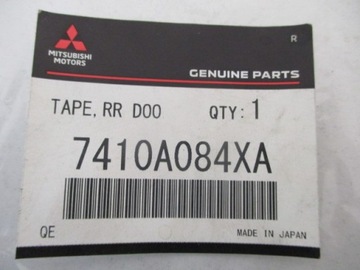 MITSUBISHI
MOTORS
R
GENUINE PARTS
TAPE, RR DOO QTY: 1
7410A084XA
QE MADE IN JAPAN